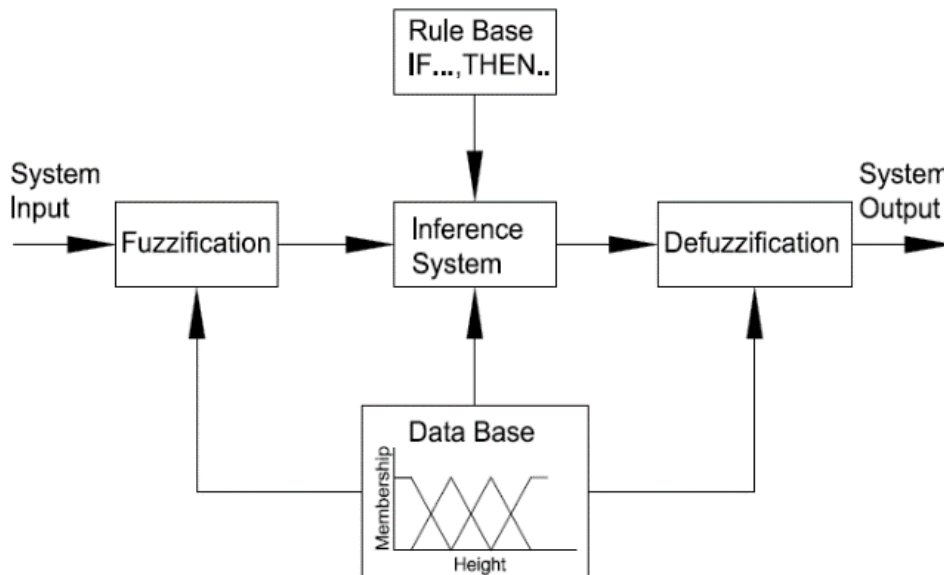 Rule Base
IF...,THEN..
System
Input
Fuzzification
Inference
System
Defuzzification
System
Output
Data Base
Membership
Height